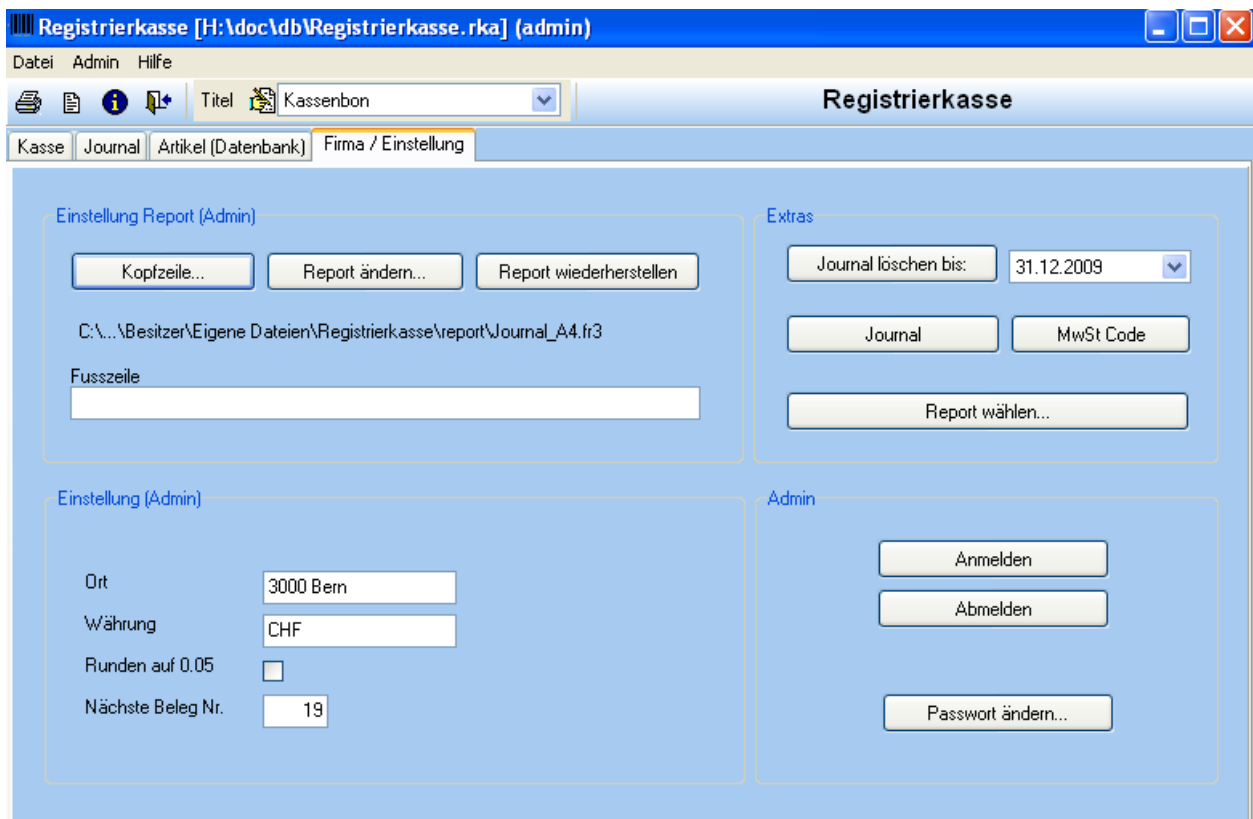 Registrierkasse [H:\doc\db\Registrierkasse.rka] (admin)
Datei Admin Hilfe
Titel Kassenbon Registrierkasse
Kasse Journal Artikel (Datenbank) Firma / Einstellung
Einstellung Report (Admin)
Kopfzeile... Report ändern... Report wiederherstellen
C:\...\Besitzer\Eigene Dateien\Registrierkasse\report\Journal_A4.fr3
Fusszeile
Extras
Journal löschen bis: 31.12.2009
Journal MwSt Code
Report wählen...
Einstellung (Admin)
Ort 3000 Bern
Währung CHF
Runden auf 0.05
Nächste Beleg Nr. 19
Admin
Anmelden
Abmelden
Passwort ändern...